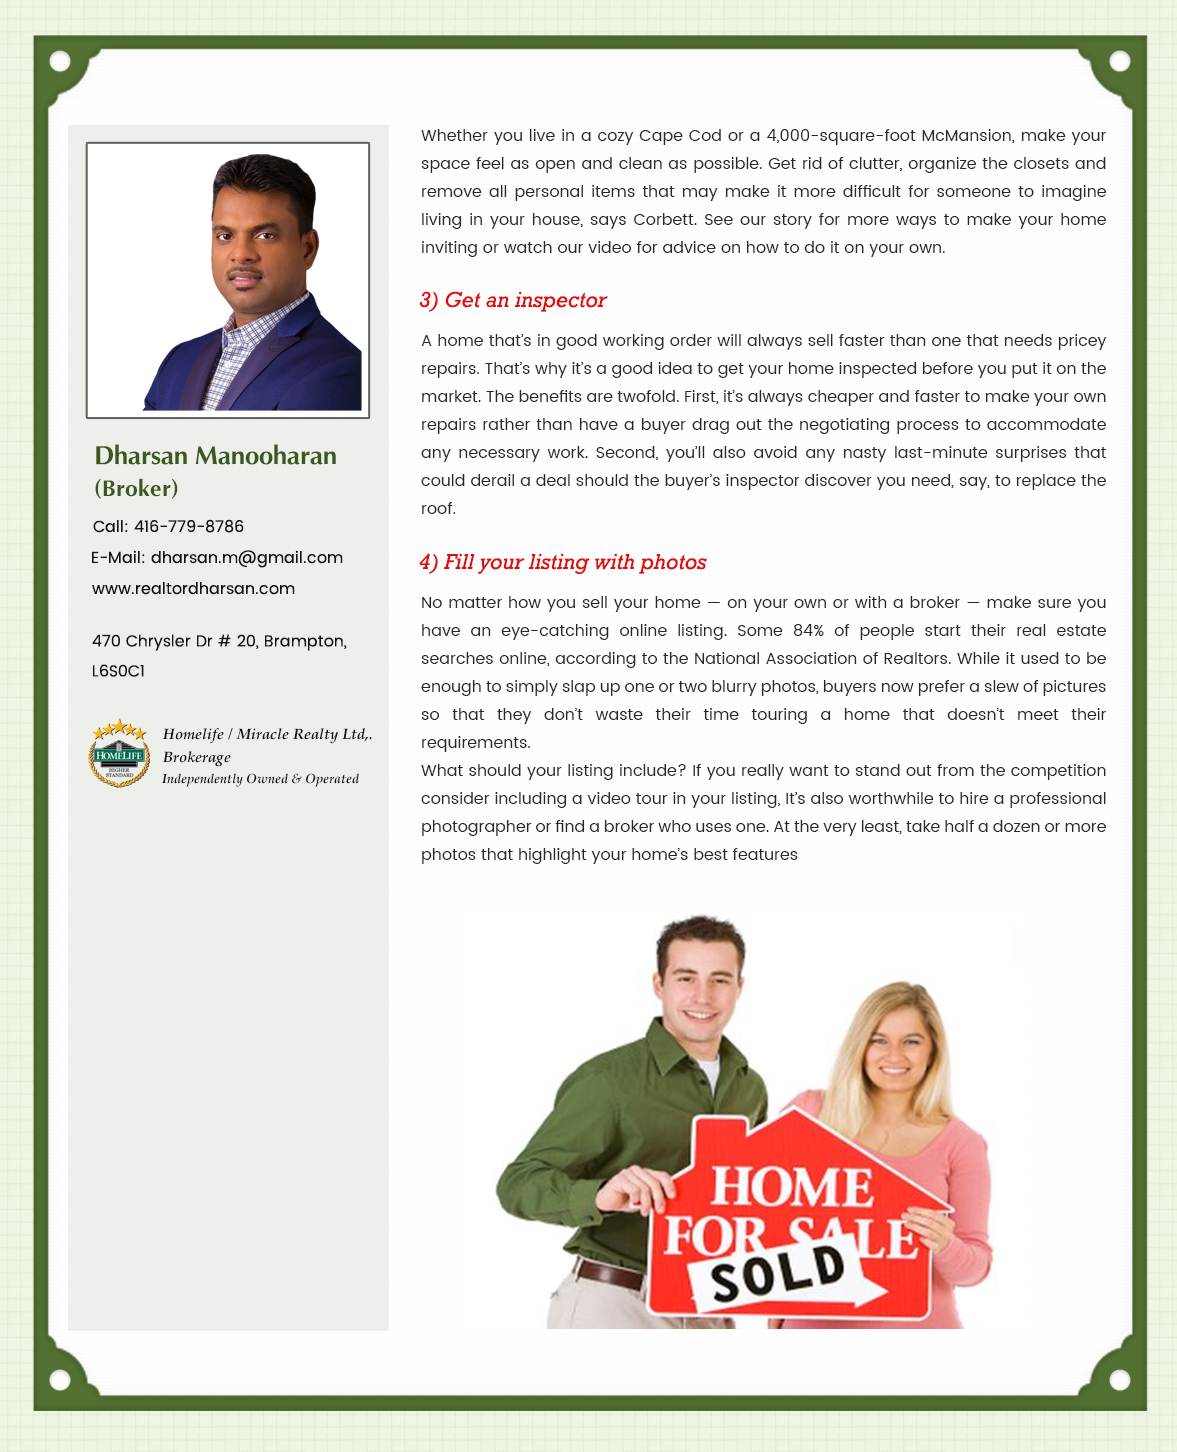 Dharsan Manooharan
(Broker)
Call: 416-779-8786
E-Mail: dharsan.m@gmail.com
www.realtordharsan.com
470 Chrysler Dr # 20, Brampton,
L6S0C1
HOMELIFE
HIGHER
STANDARD
Homelife / Miracle Realty Ltd,.
Brokerage
Independently Owned & Operated
Whether you live in a cozy Cape Cod or a 4,000-square-foot McMansion, make your
space feel as open and clean as possible. Get rid of clutter, organize the closets and
remove all personal items that may make it more difficult for someone to imagine
living in your house, says Corbett. See our story for more ways to make your home
inviting or watch our video for advice on how to do it on your own.
3) Get an inspector
A home that’s in good working order will always sell faster than one that needs pricey
repairs. That’s why it’s a good idea to get your home inspected before you put it on the
market. The benefits are twofold. First, it’s always cheaper and faster to make your own
repairs rather than have a buyer drag out the negotiating process to accommodate
any necessary work. Second, you’ll also avoid any nasty last-minute surprises that
could derail a deal should the buyer’s inspector discover you need, say, to replace the
roof.
4) Fill your listing with photos
No matter how you sell your home — on your own or with a broker — make sure you
have an eye-catching online listing. Some 84% of people start their real estate
searches online, according to the National Association of Realtors. While it used to be
enough to simply slap up one or two blurry photos, buyers now prefer a slew of pictures
so that they don’t waste their time touring a home that doesn’t meet their
requirements.
What should your listing include? If you really want to stand out from the competition
consider including a video tour in your listing, It’s also worthwhile to hire a professional
photographer or find a broker who uses one. At the very least, take half a dozen or more
photos that highlight your home’s best features
HOME
FOR SALE
SOLD